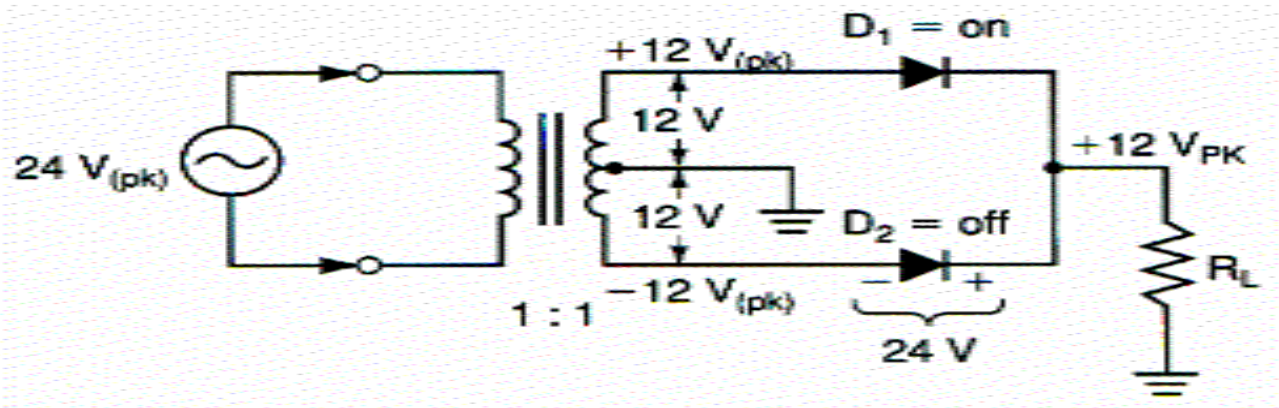 D₁ = on
+12 V(pk)
12 V
24 V(pk)
+12 VPK
12 V
D₂ = off
RL
−12 V(pk)
− +
1 : 1
24 V